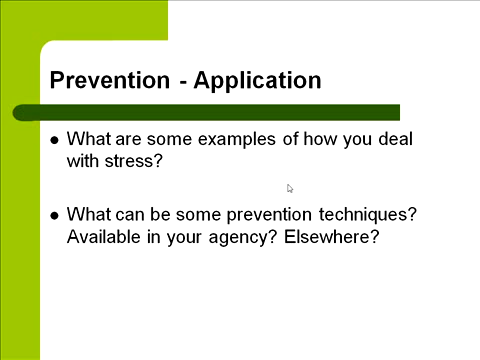 Prevention - Application
● What are some examples of how you deal
with stress?
● What can be some prevention techniques?
Available in your agency? Elsewhere?